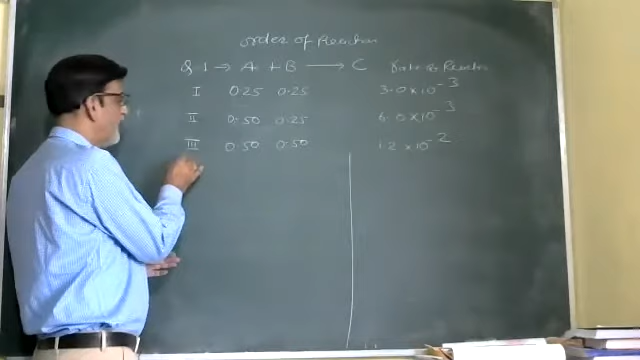 order of Reaction
Q 1 → A + B → C Rate of Reaction
I 0.25 0.25 3.0 x 10⁻³
II 0.50 0.25 6.0 x 10⁻³
III 0.50 0.50 1.2 x 10⁻²